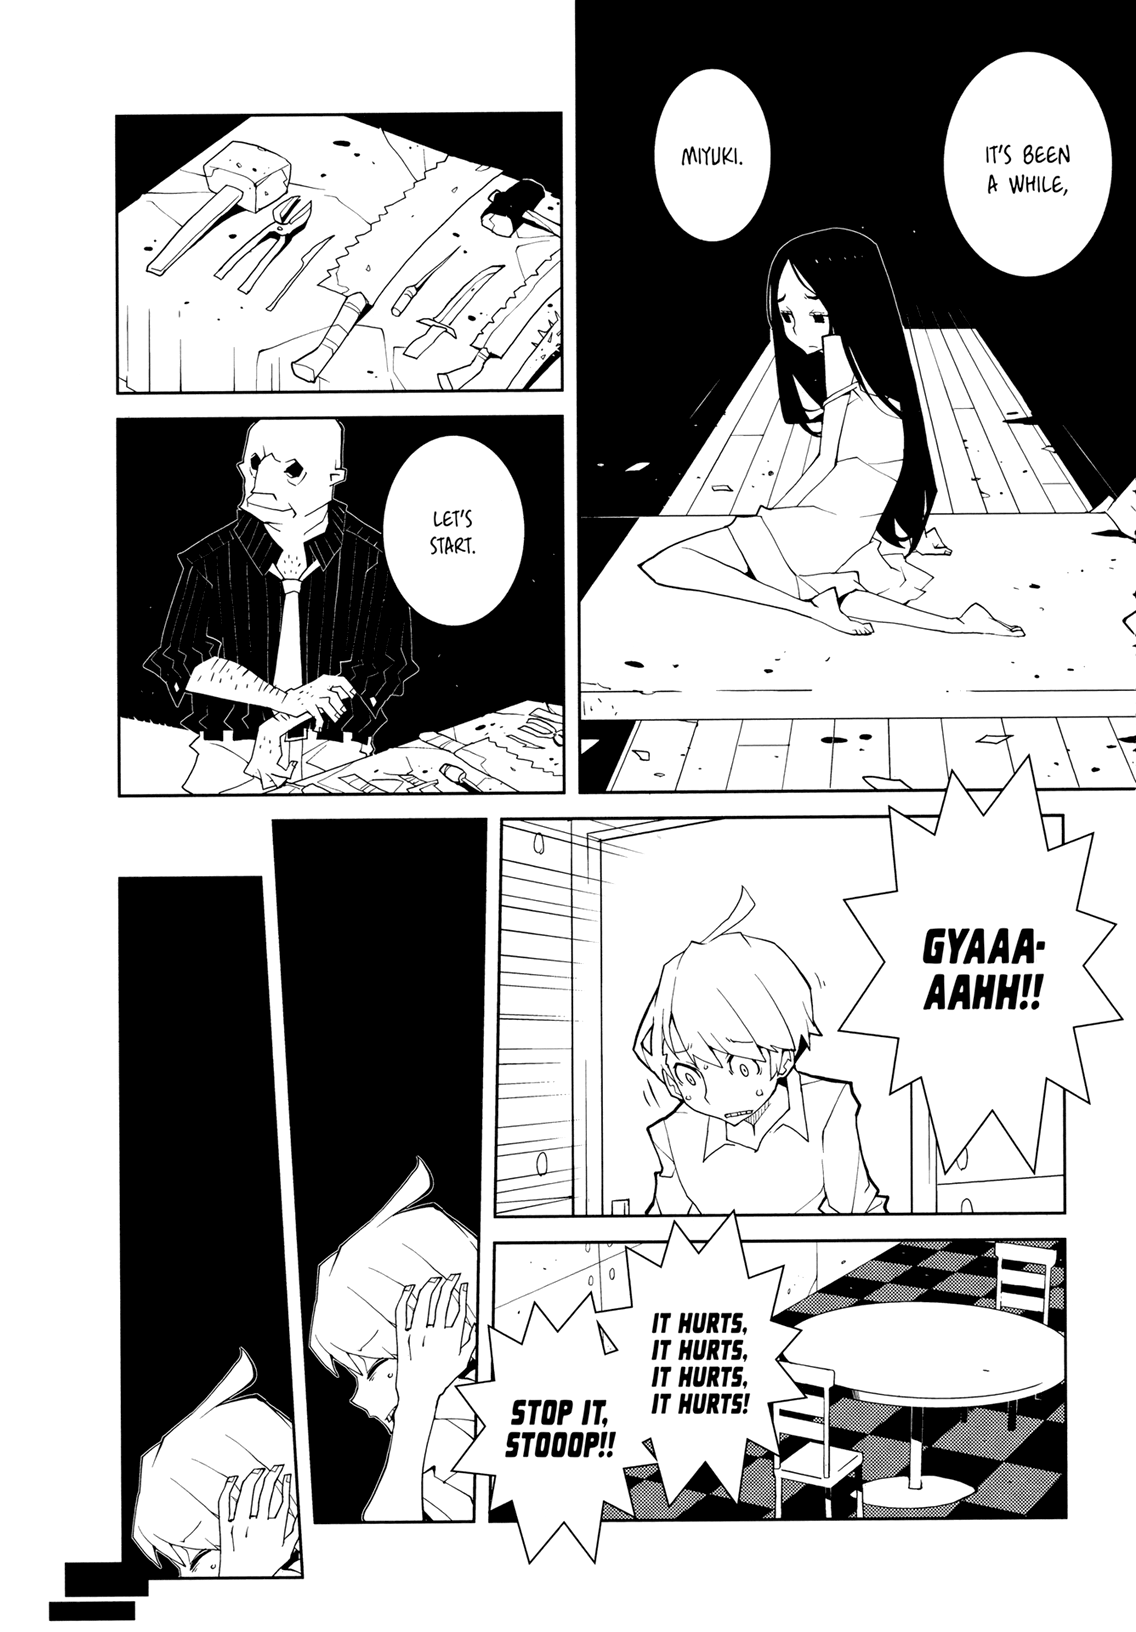 IT'S BEEN
A WHILE,
MIYUKI.
LET'S
START.
GYAAA-
AAHH!!
IT HURTS,
IT HURTS,
IT HURTS,
IT HURTS!
STOP IT,
STOOOP!!